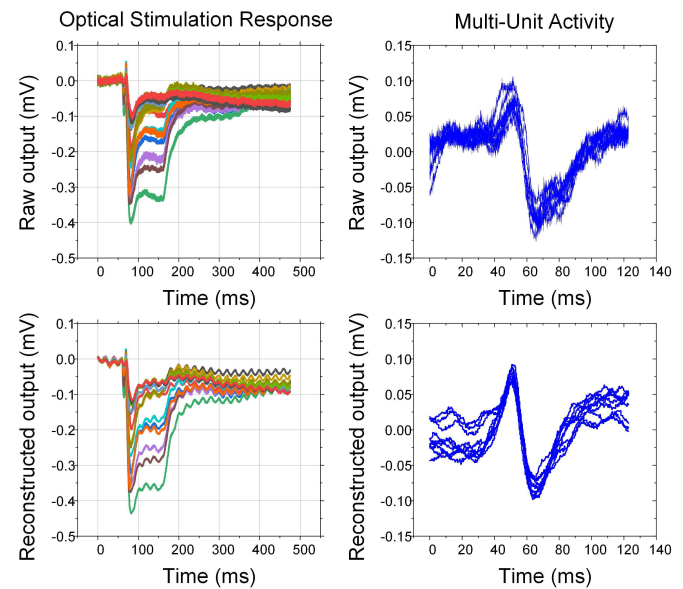 Optical Stimulation Response
Multi-Unit Activity
Raw output (mV)
0.1
0.0
-0.1
-0.2
-0.3
-0.4
-0.5
0 100 200 300 400 500
Time (ms)
Raw output (mV)
0.15
0.10
0.05
0.00
-0.05
-0.10
-0.15
0 20 40 60 80 100 120 140
Time (ms)
Reconstructed output (mV)
0.1
0.0
-0.1
-0.2
-0.3
-0.4
-0.5
0 100 200 300 400 500
Time (ms)
Reconstructed output (mV)
0.15
0.10
0.05
0.00
-0.05
-0.10
-0.15
0 20 40 60 80 100 120 140
Time (ms)